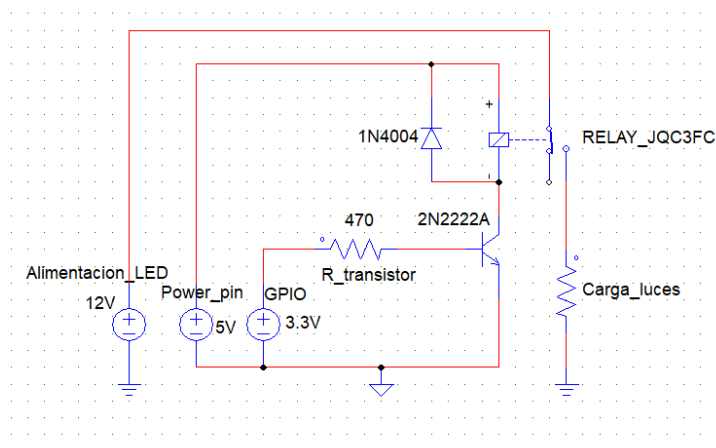 +
1N4004
RELAY_JQC3FC
-
470
2N2222A
R_transistor
Alimentacion_LED
12V
Power_pin
5V
GPIO
3.3V
Carga_luces